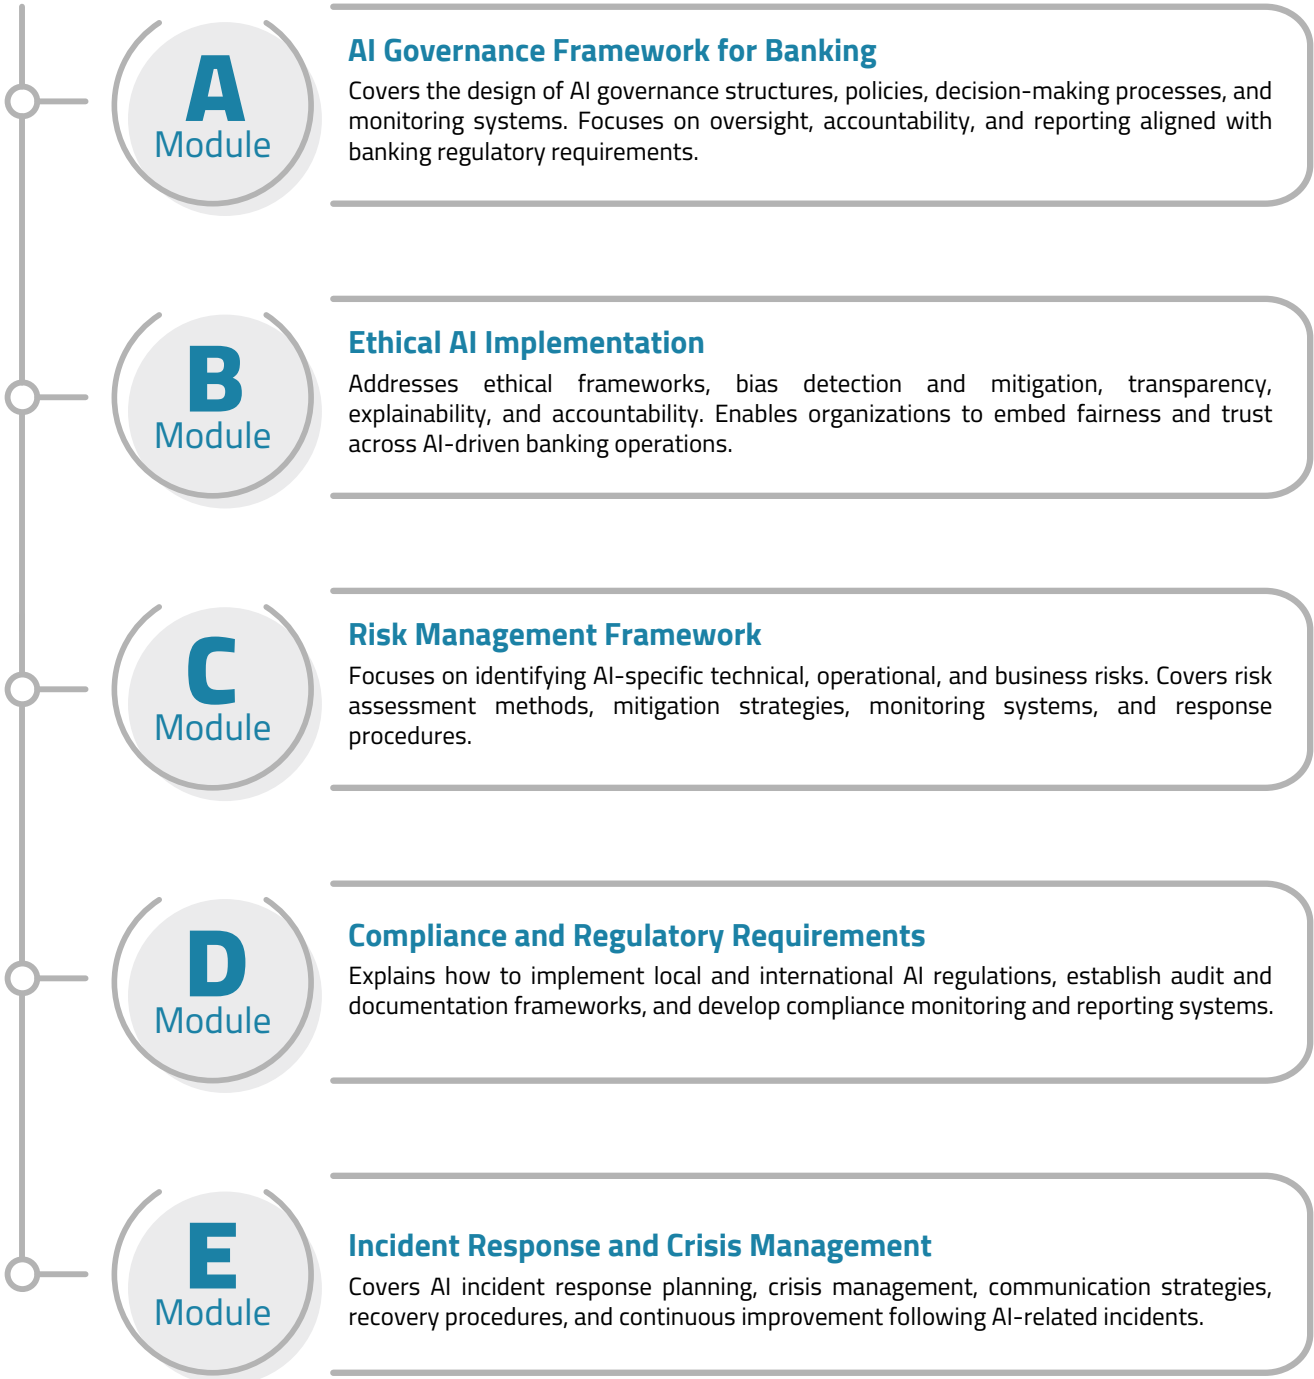 A
Module
AI Governance Framework for Banking
Covers the design of AI governance structures, policies, decision-making processes, and
monitoring systems. Focuses on oversight, accountability, and reporting aligned with
banking regulatory requirements.
B
Module
Ethical AI Implementation
Addresses ethical frameworks, bias detection and mitigation, transparency,
explainability, and accountability. Enables organizations to embed fairness and trust
across AI-driven banking operations.
C
Module
Risk Management Framework
Focuses on identifying AI-specific technical, operational, and business risks. Covers risk
assessment methods, mitigation strategies, monitoring systems, and response
procedures.
D
Module
Compliance and Regulatory Requirements
Explains how to implement local and international AI regulations, establish audit and
documentation frameworks, and develop compliance monitoring and reporting systems.
E
Module
Incident Response and Crisis Management
Covers AI incident response planning, crisis management, communication strategies,
recovery procedures, and continuous improvement following AI-related incidents.